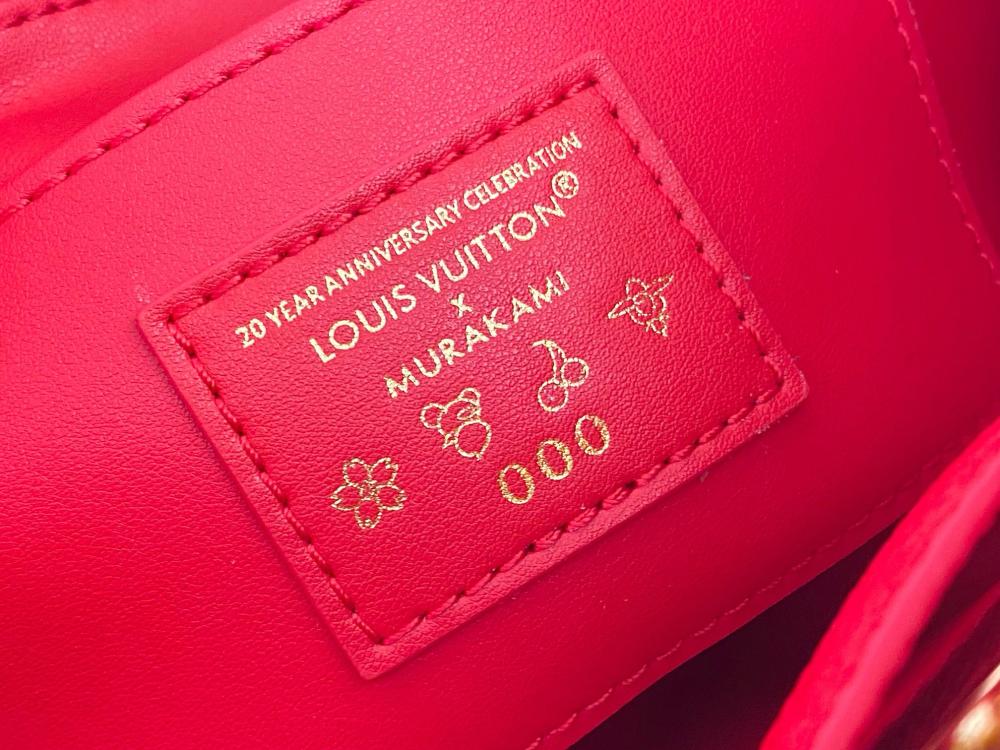 20 YEAR ANNIVERSARY CELEBRATION
LOUIS VUITTON®
x
MURAKAMI
000